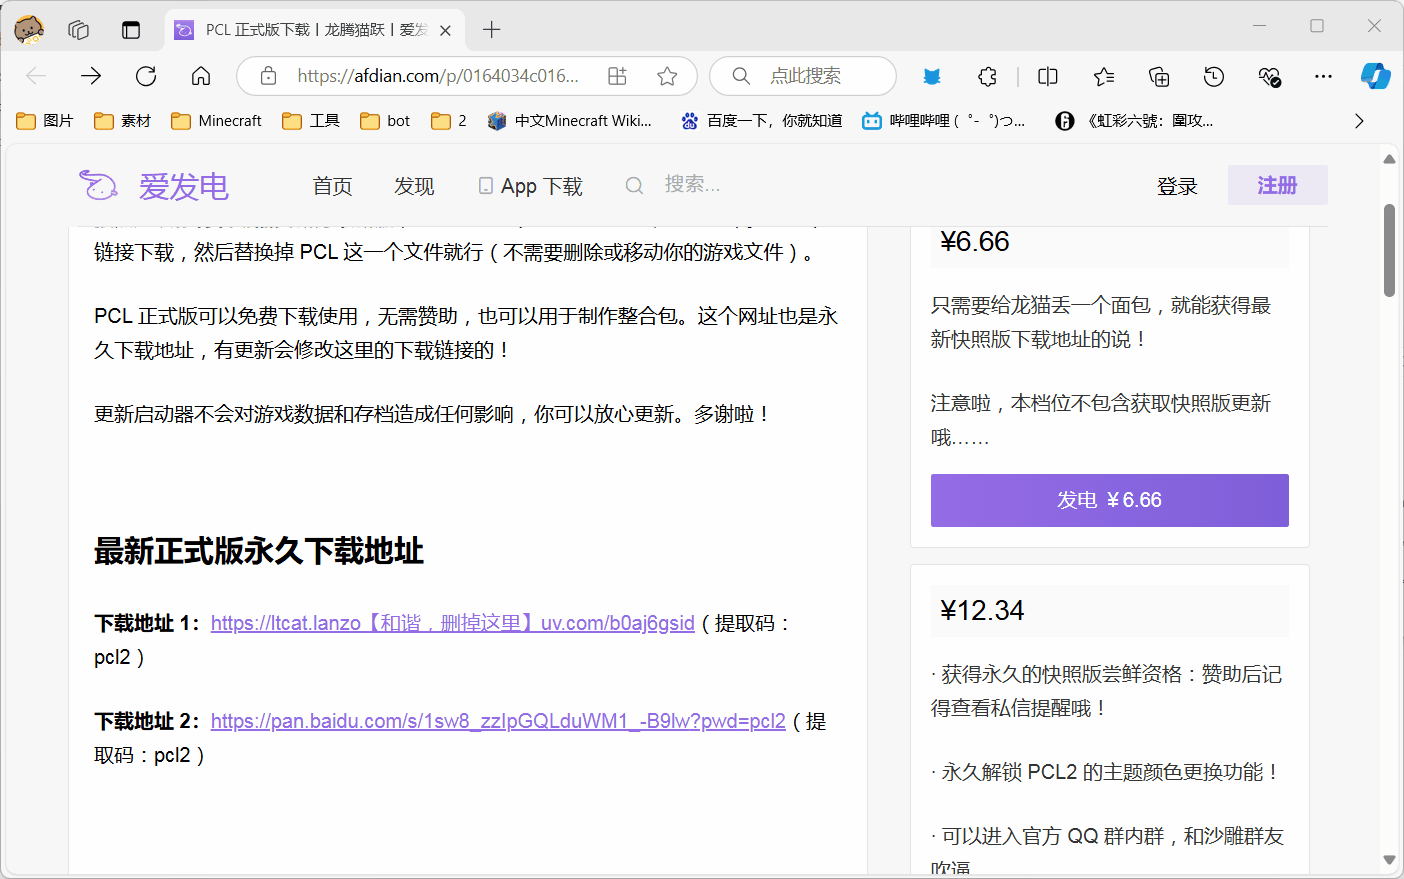 PCL 正式版下载丨龙腾猫跃丨爱发
https://afdian.com/p/0164034c016...
点此搜索
图片
素材
Minecraft
工具
bot
2
中文Minecraft Wiki...
百度一下，你就知道
哔哩哔哩 (゜-゜)つ...
《虹彩六號：圍攻...
爱发电
首页
发现
App 下载
搜索...
登录
注册
链接下载，然后替换掉 PCL 这一个文件就行（不需要删除或移动你的游戏文件）。
PCL 正式版可以免费下载使用，无需赞助，也可以用于制作整合包。这个网址也是永
久下载地址，有更新会修改这里的下载链接的！
更新启动器不会对游戏数据和存档造成任何影响，你可以放心更新。多谢啦！
最新正式版永久下载地址
下载地址 1：https://ltcat.lanzo【和谐，删掉这里】uv.com/b0aj6gsid（提取码：
pcl2）
下载地址 2：https://pan.baidu.com/s/1sw8_zzIpGQLduWM1_-B9lw?pwd=pcl2（提
取码：pcl2）
¥6.66
只需要给龙猫丢一个面包，就能获得最
新快照版下载地址的说！
注意啦，本档位不包含获取快照版更新
哦……
发电 ¥6.66
¥12.34
· 获得永久的快照版尝鲜资格：赞助后记
得查看私信提醒哦！
· 永久解锁 PCL2 的主题颜色更换功能！
· 可以进入官方 QQ 群内群，和沙雕群友
吹逼